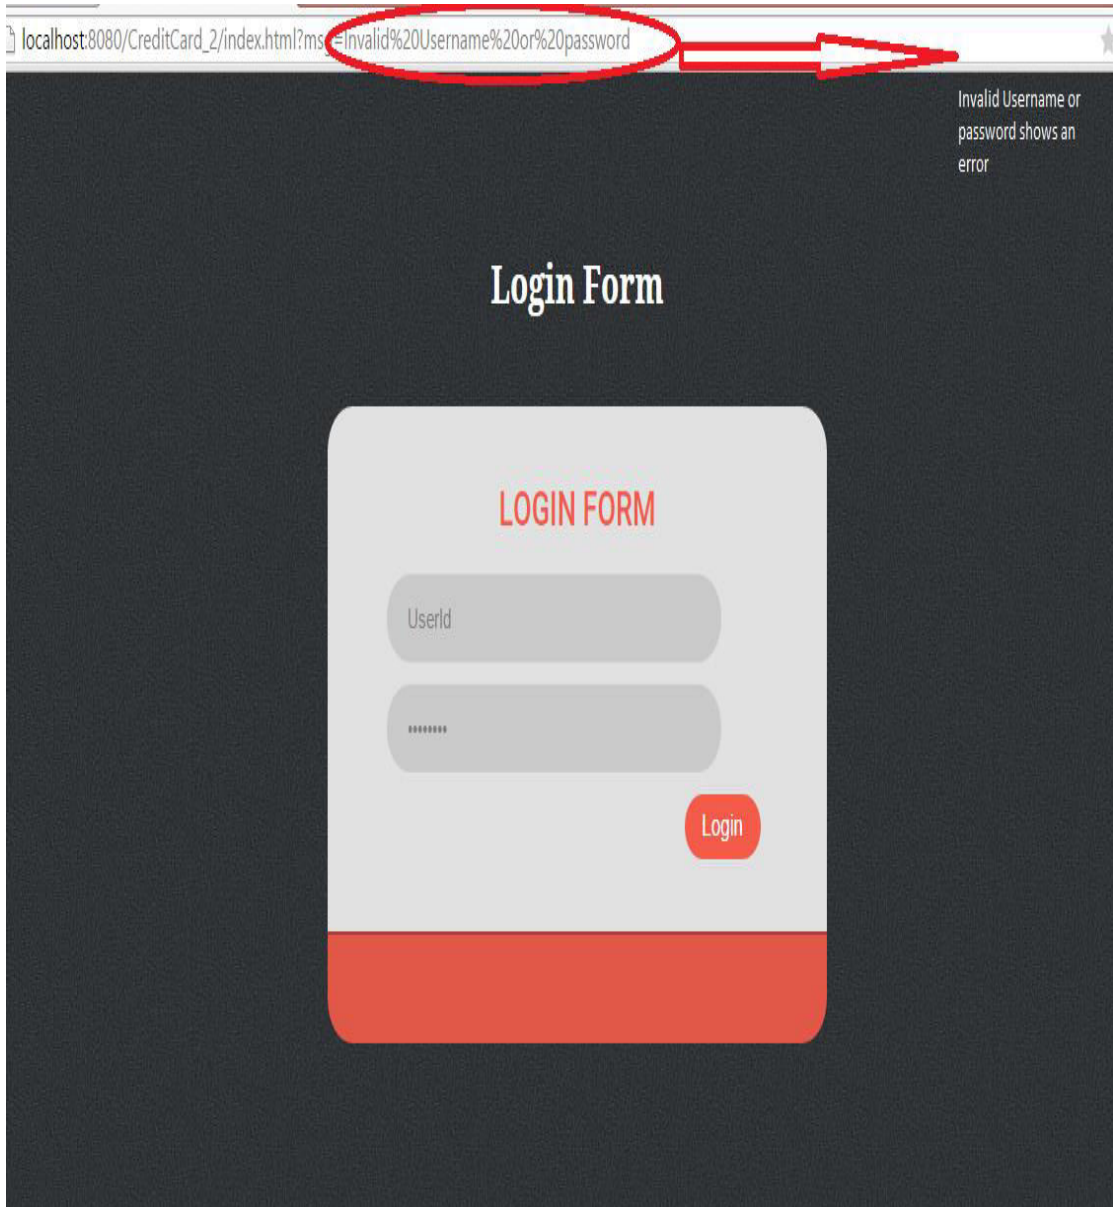 localhost:8080/CreditCard_2/index.html?msg=Invalid%20Username%20or%20password
Invalid Username or
password shows an
error
Login Form
LOGIN FORM
UserId
••••••••
Login